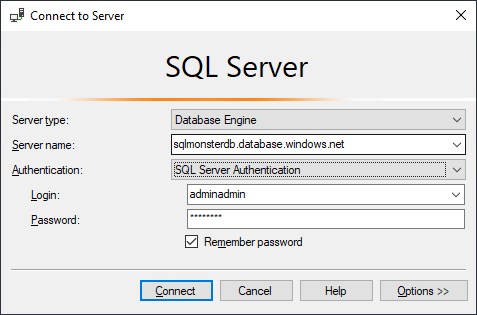 Connect to Server
SQL Server
Server type: Database Engine
Server name: sqlmonsterdb.database.windows.net
Authentication: SQL Server Authentication
Login: adminadmin
Password: ********
Remember password
Connect Cancel Help Options >>